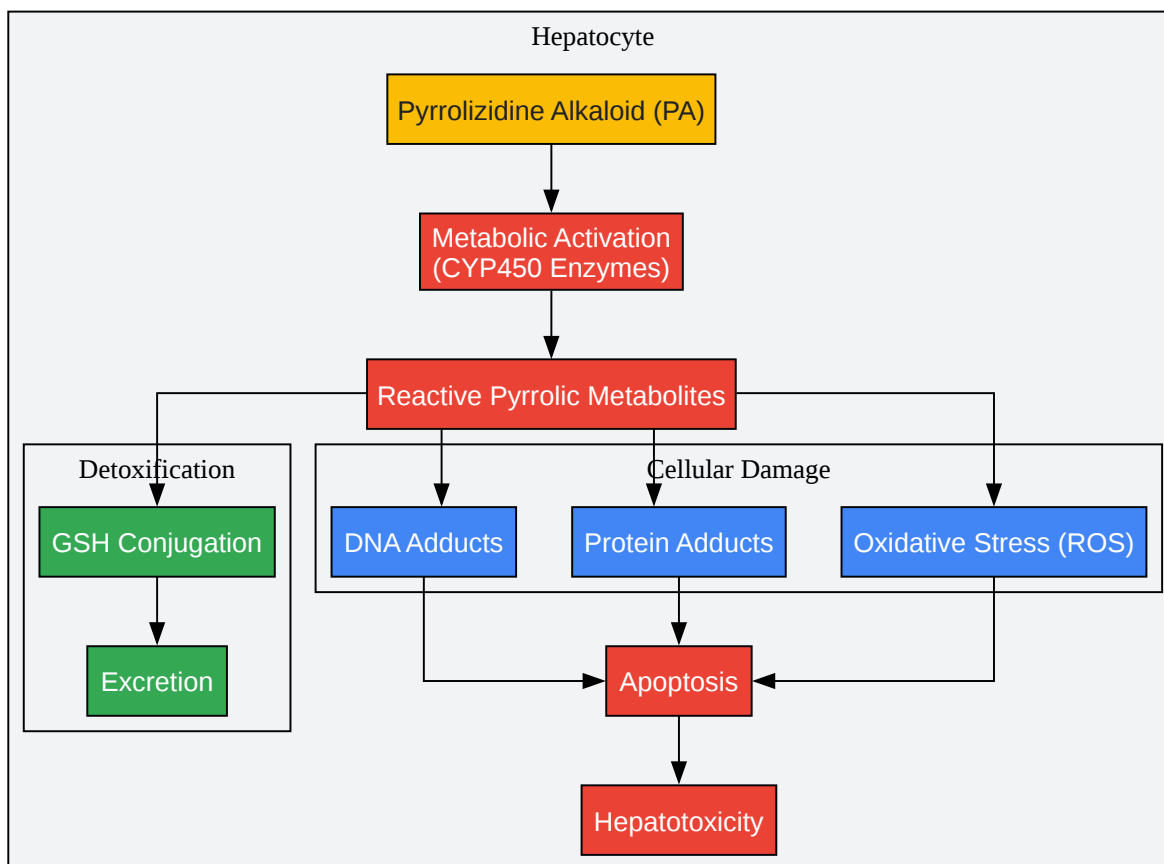 Hepatocyte
Pyrrolizidine Alkaloid (PA)
Metabolic Activation
(CYP450 Enzymes)
Reactive Pyrrolic Metabolites
Detoxification
Cellular Damage
GSH Conjugation
DNA Adducts
Protein Adducts
Oxidative Stress (ROS)
Excretion
Apoptosis
Hepatotoxicity